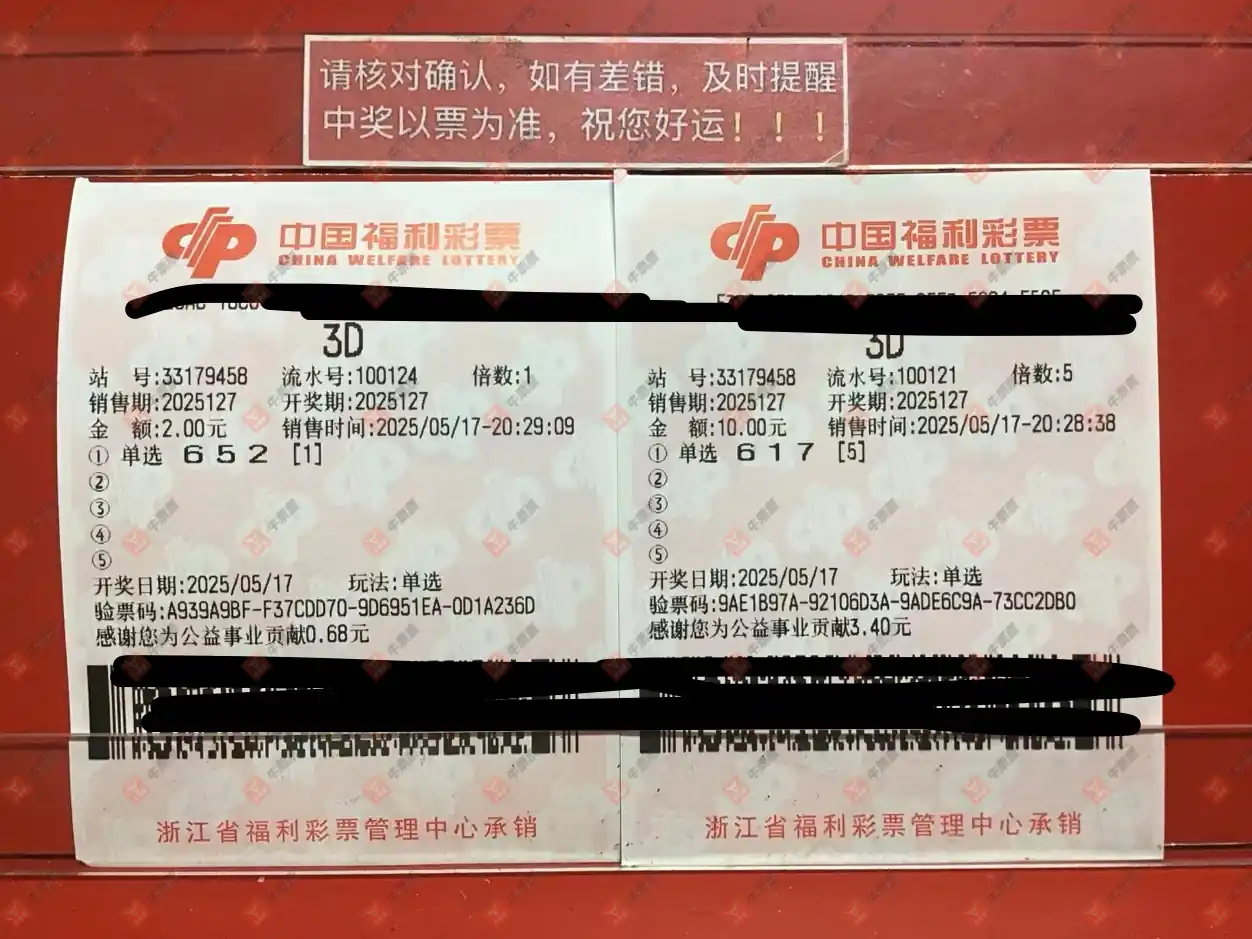 请核对确认，如有差错，及时提醒
中奖以票为准，祝您好运！！！
中国福利彩票
CHINA WELFARE LOTTERY
3D
站 号:33179458 流水号:100124 倍数:1
销售期:2025127 开奖期:2025127
金 额:2.00元 销售时间:2025/05/17-20:29:09
① 单选 6 5 2 [1]
②
③
④
⑤
开奖日期:2025/05/17 玩法:单选
验票码:A939A9BF-F37CDD70-9D6951EA-0D1A236D
感谢您为公益事业贡献0.68元
浙江省福利彩票管理中心承销
中国福利彩票
CHINA WELFARE LOTTERY
3D
站 号:33179458 流水号:100121 倍数:5
销售期:2025127 开奖期:2025127
金 额:10.00元 销售时间:2025/05/17-20:28:38
① 单选 6 1 7 [5]
②
③
④
⑤
开奖日期:2025/05/17 玩法:单选
验票码:9AE1B97A-92106D3A-9ADE6C9A-73CC2DB0
感谢您为公益事业贡献3.40元
浙江省福利彩票管理中心承销